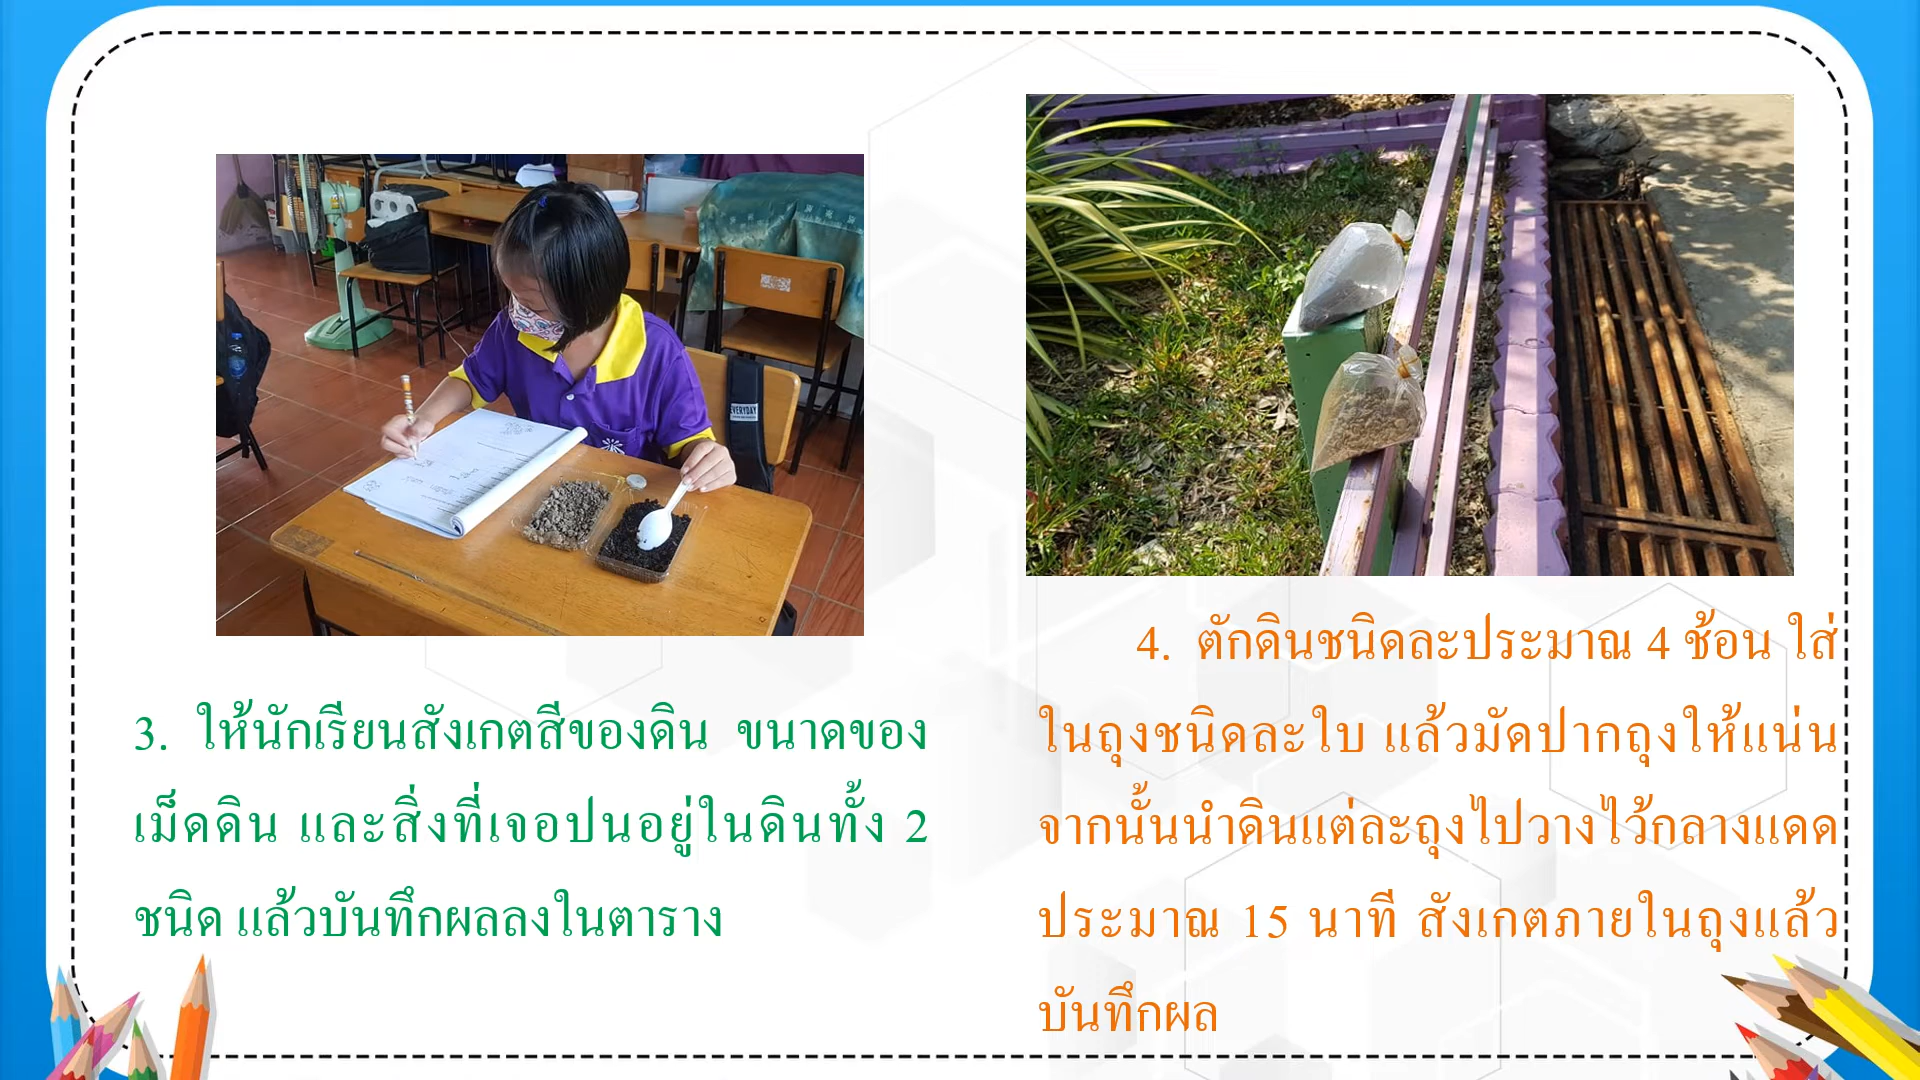 EVERYDAY
3. ให้นักเรียนสังเกตสีของดิน ขนาดของ
เม็ดดิน และสิ่งที่เจอปนอยู่ในดินทั้ง 2
ชนิด แล้วบันทึกผลลงในตาราง
4. ตักดินชนิดละประมาณ 4 ช้อน ใส่
ในถุงชนิดละใบ แล้วมัดปากถุงให้แน่น
จากนั้นนำดินแต่ละถุงไปวางไว้กลางแดด
ประมาณ 15 นาที สังเกตภายในถุงแล้ว
บันทึกผล